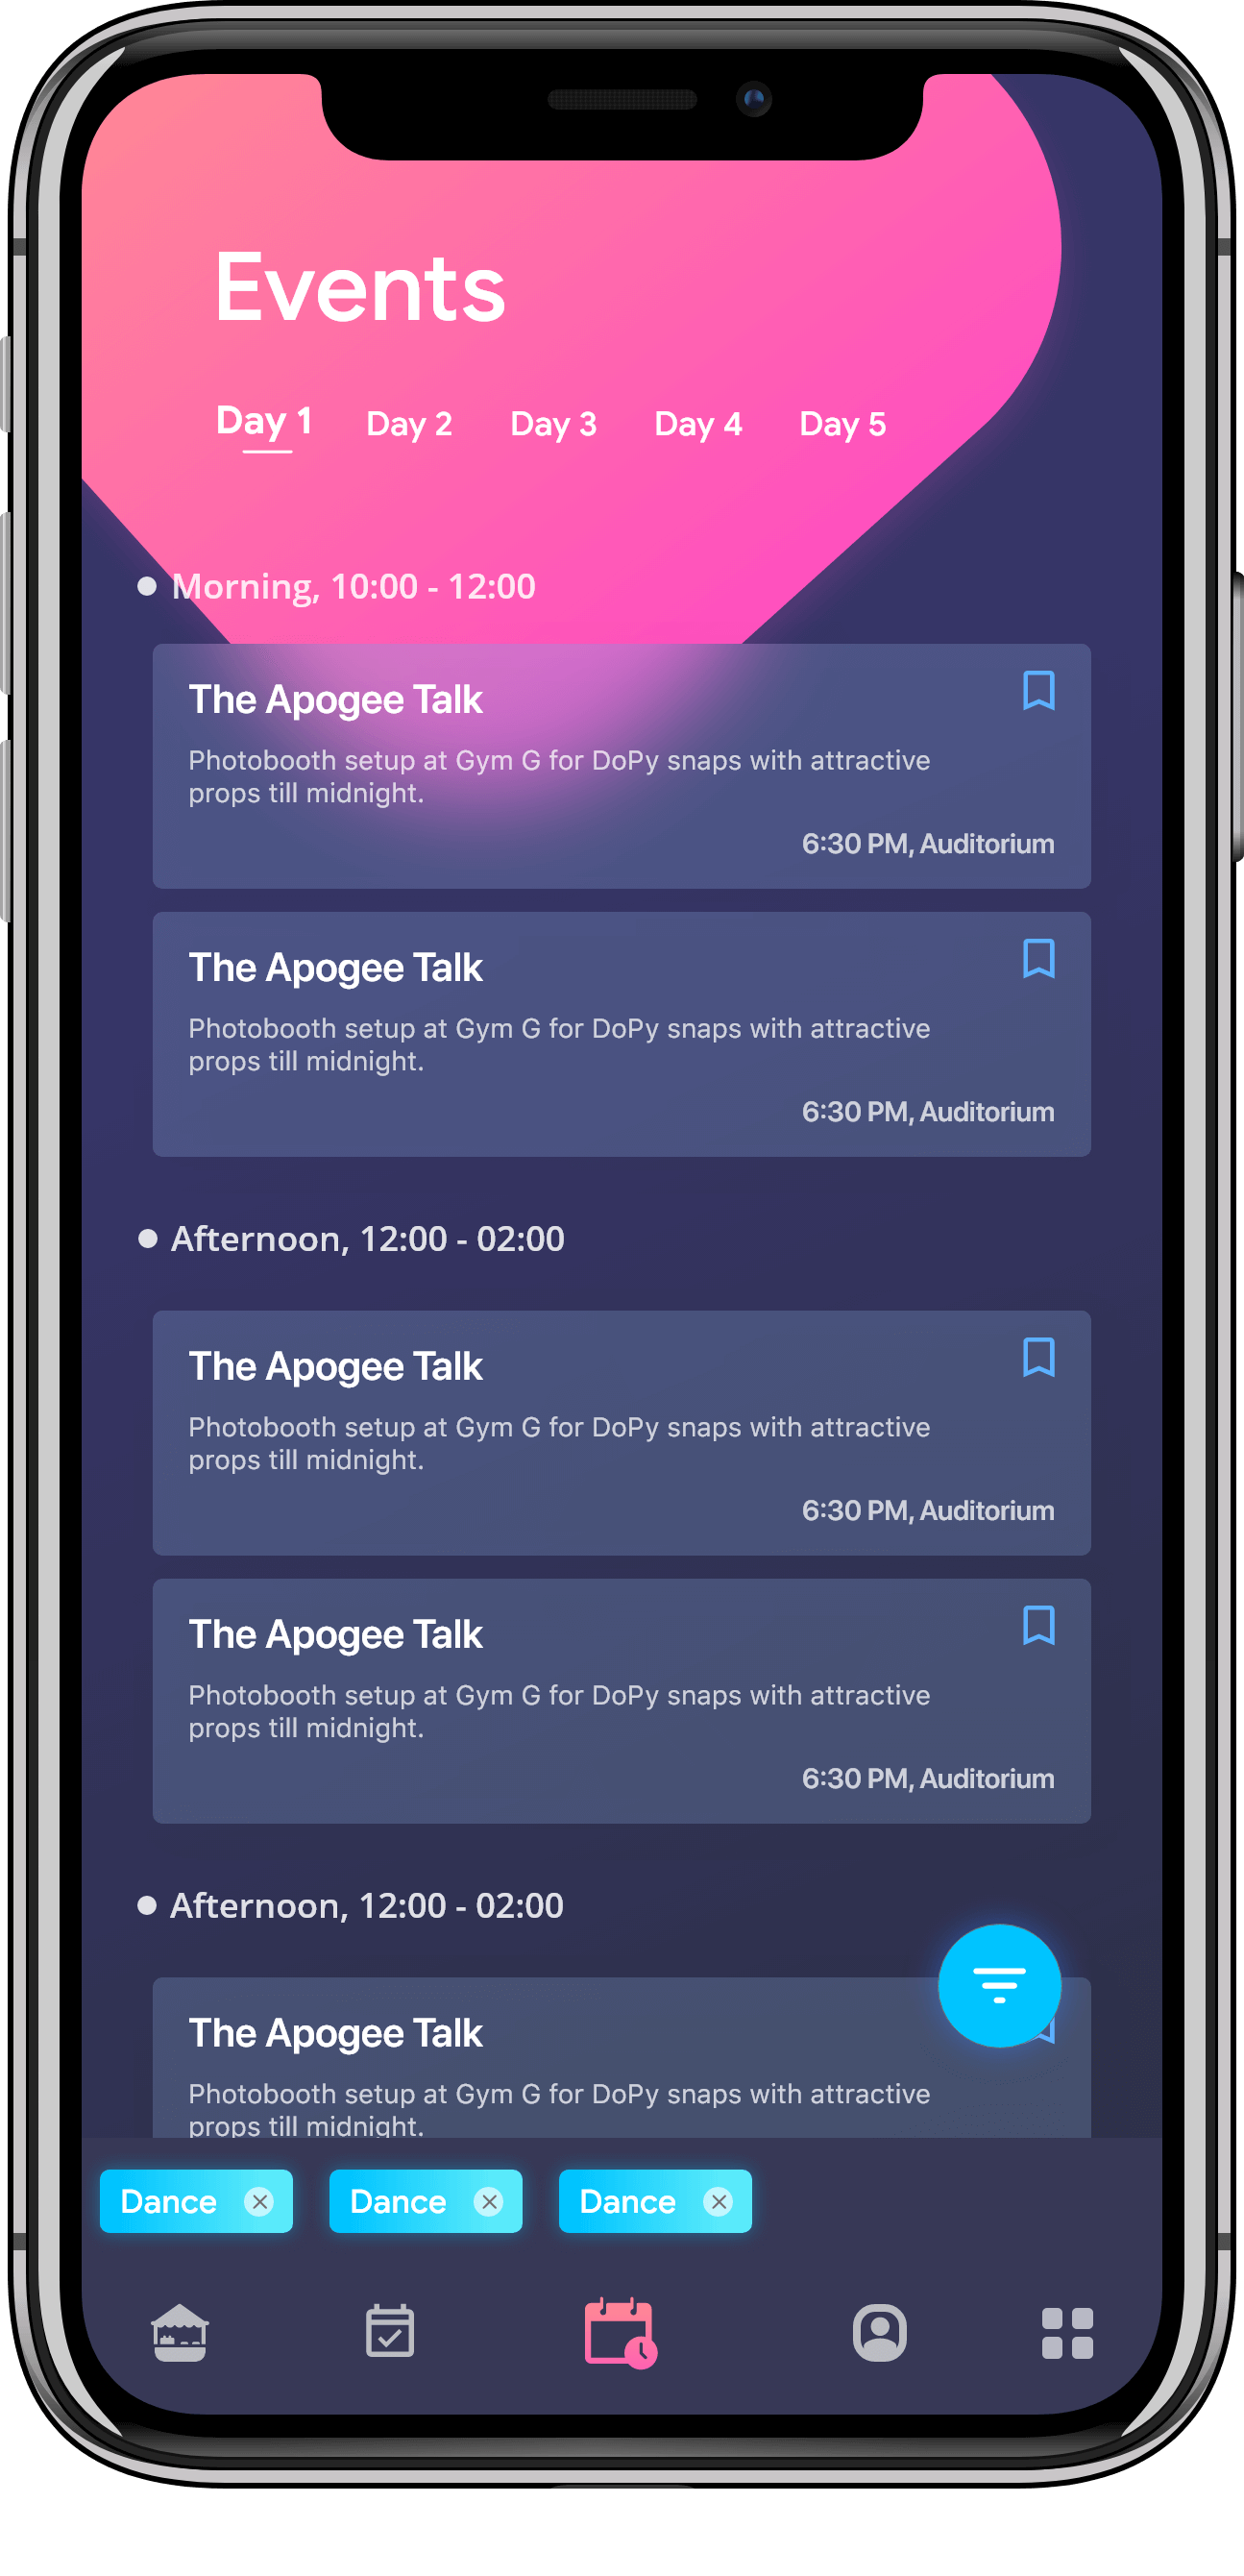 Events
Day 1 Day 2 Day 3 Day 4 Day 5
Morning, 10:00 - 12:00
The Apogee Talk
Photobooth setup at Gym G for DoPy snaps with attractive
props till midnight.
6:30 PM, Auditorium
The Apogee Talk
Photobooth setup at Gym G for DoPy snaps with attractive
props till midnight.
6:30 PM, Auditorium
Afternoon, 12:00 - 02:00
The Apogee Talk
Photobooth setup at Gym G for DoPy snaps with attractive
props till midnight.
6:30 PM, Auditorium
The Apogee Talk
Photobooth setup at Gym G for DoPy snaps with attractive
props till midnight.
6:30 PM, Auditorium
Afternoon, 12:00 - 02:00
The Apogee Talk
Photobooth setup at Gym G for DoPy snaps with attractive
props till midnight.
Dance Dance Dance